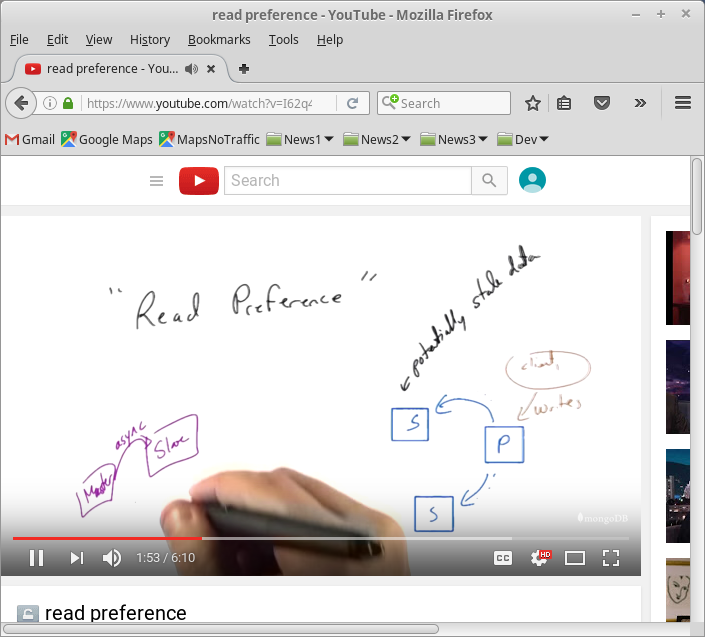 read preference - YouTube - Mozilla Firefox
File Edit View History Bookmarks Tools Help
read preference - You...
https://www.youtube.com/watch?v=I62q4
Search
Gmail Google Maps MapsNoTraffic News1 News2 News3 Dev
Search
"Read Preference"
potentially stale data
client
writes
S
P
S
async
Slave
Master
mongoDB
1:53 / 6:10
CC
HD
read preference